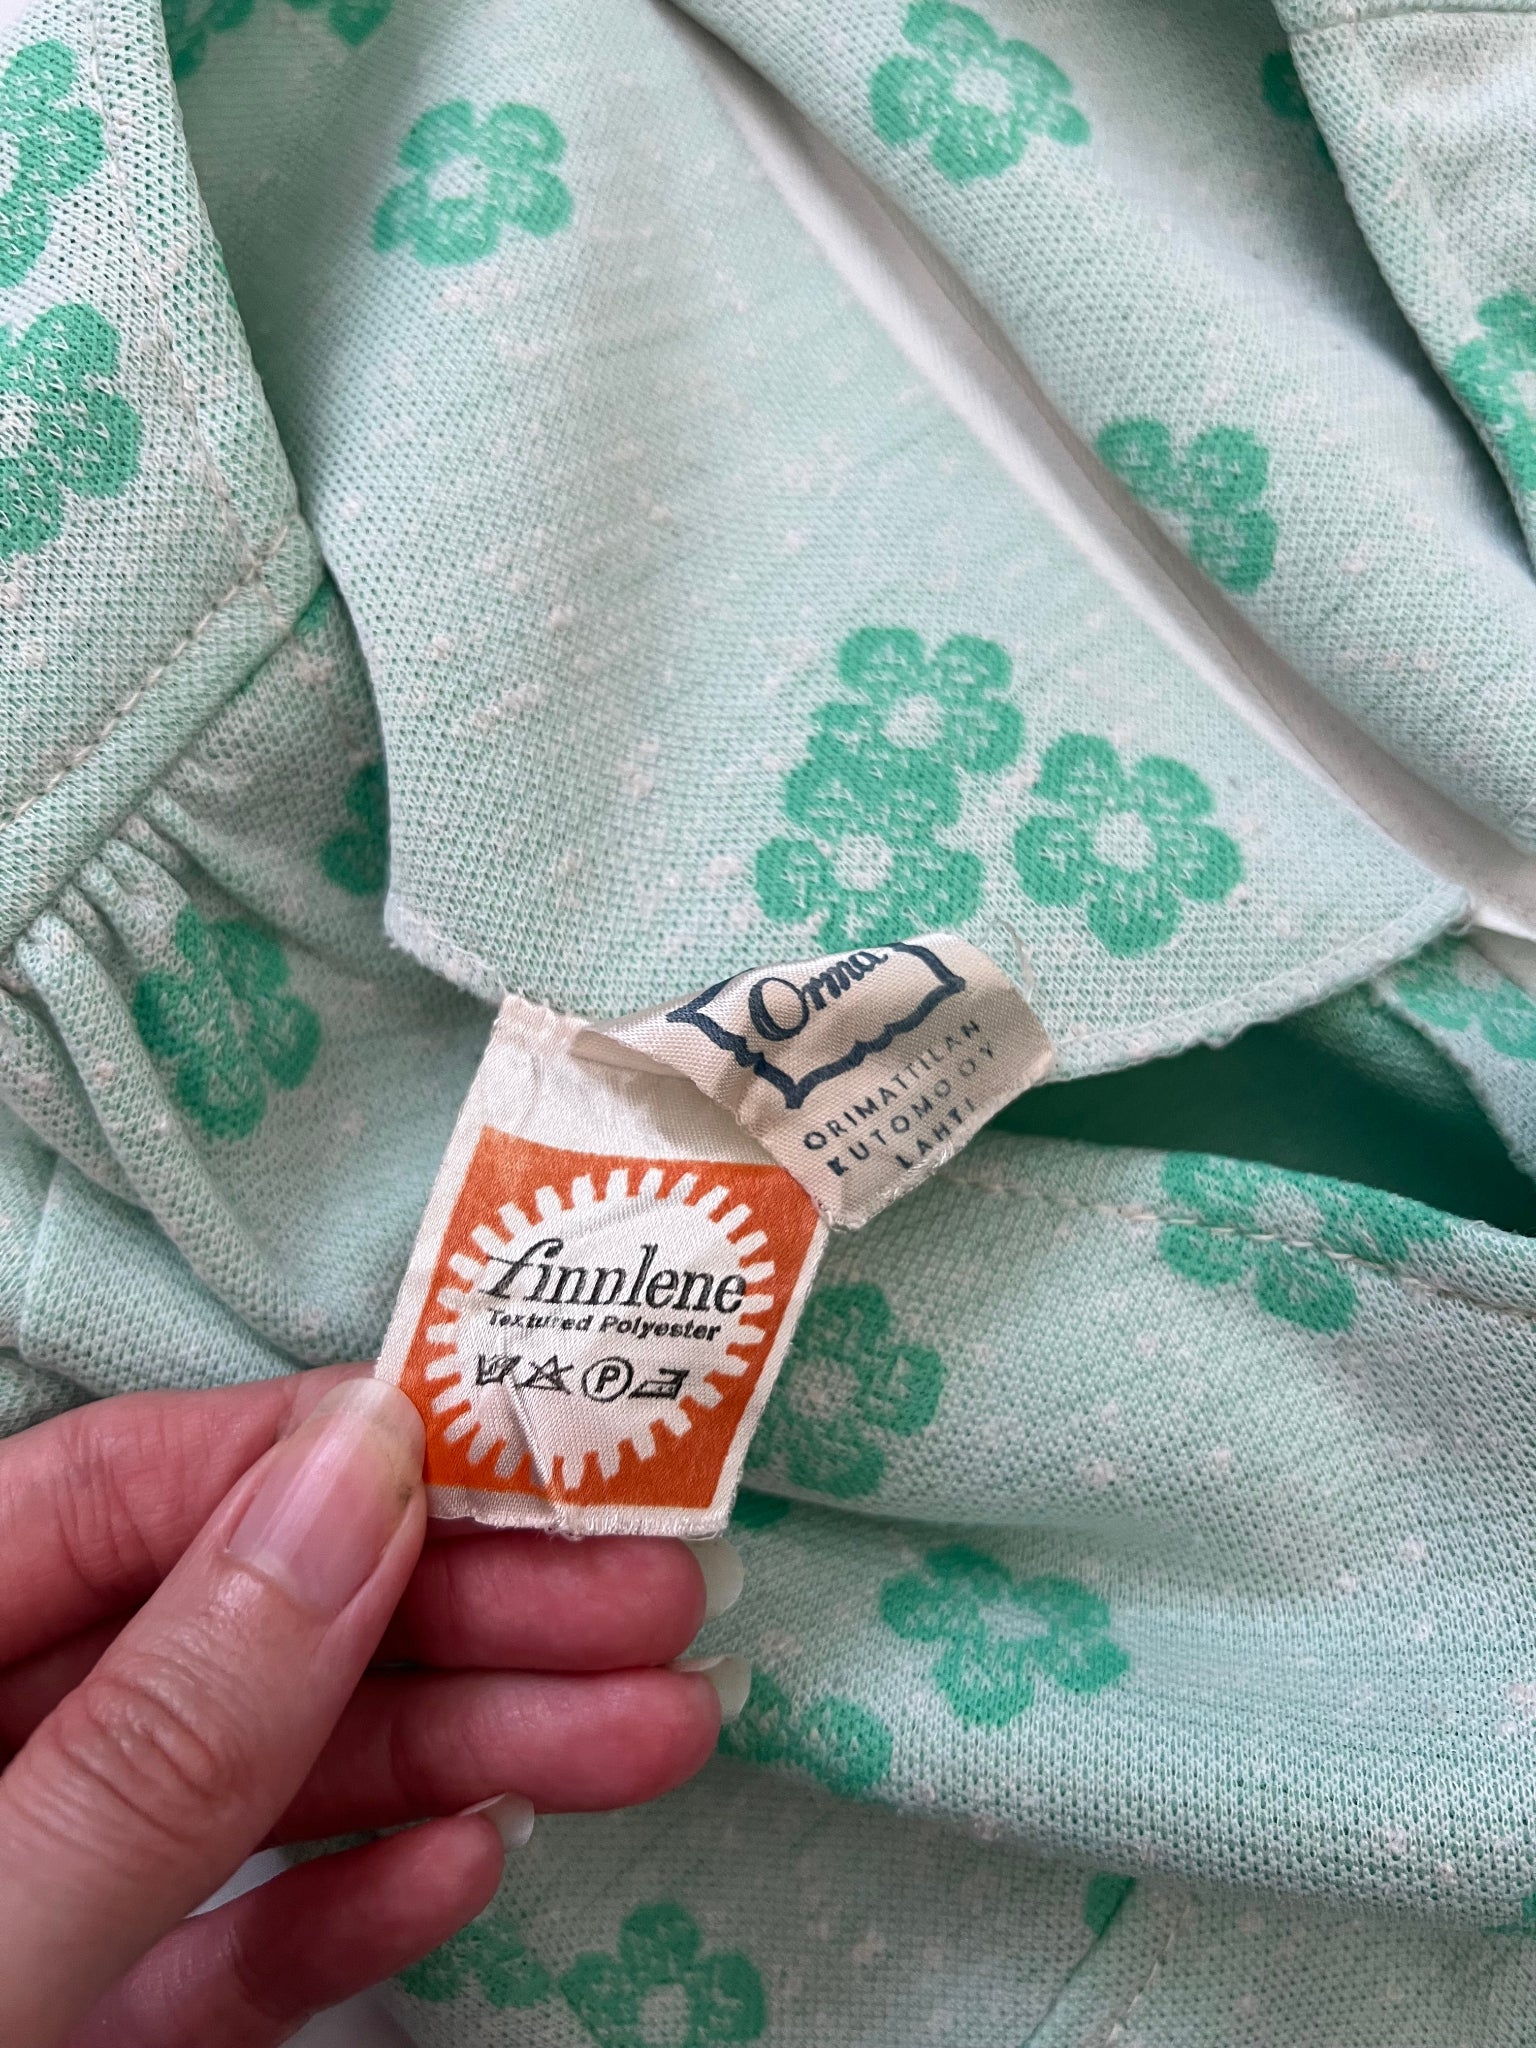 Orma
ORIMATTILAN
KUTOMO OY
LAHTI
finnlene
Textured Polyester
P